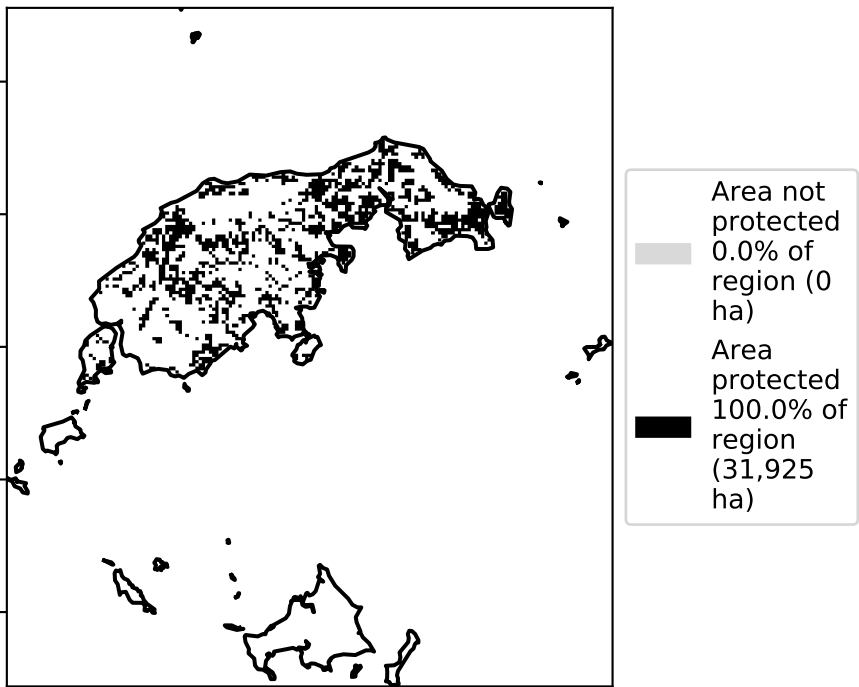 Area not
protected
0.0% of
region (0
ha)
Area
protected
100.0% of
region
(31,925
ha)